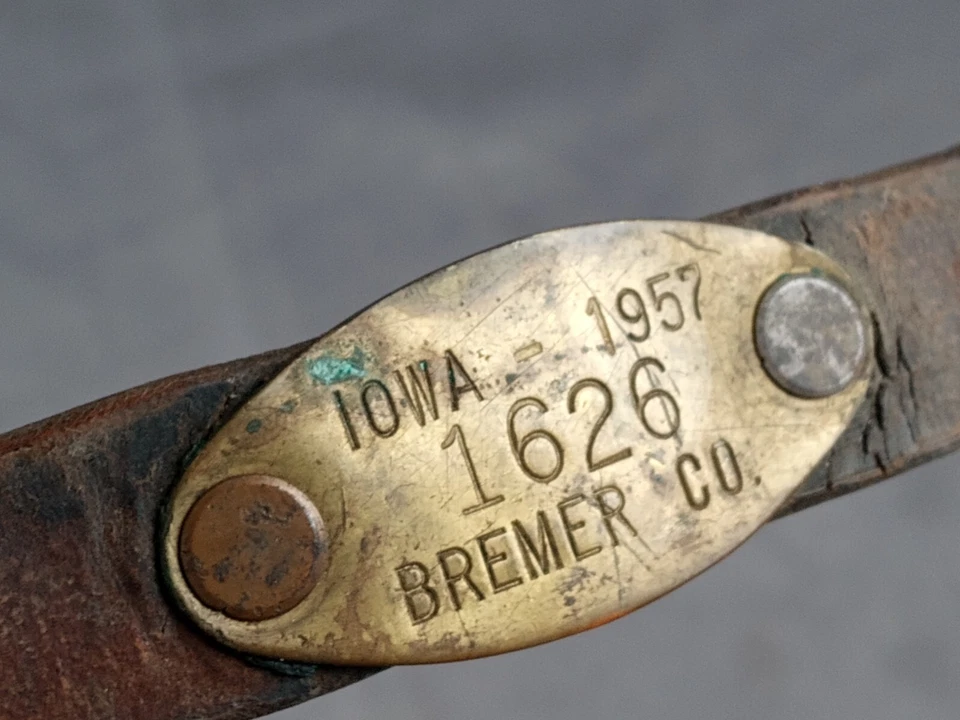 IOWA - 1957
1626
BREMER CO.